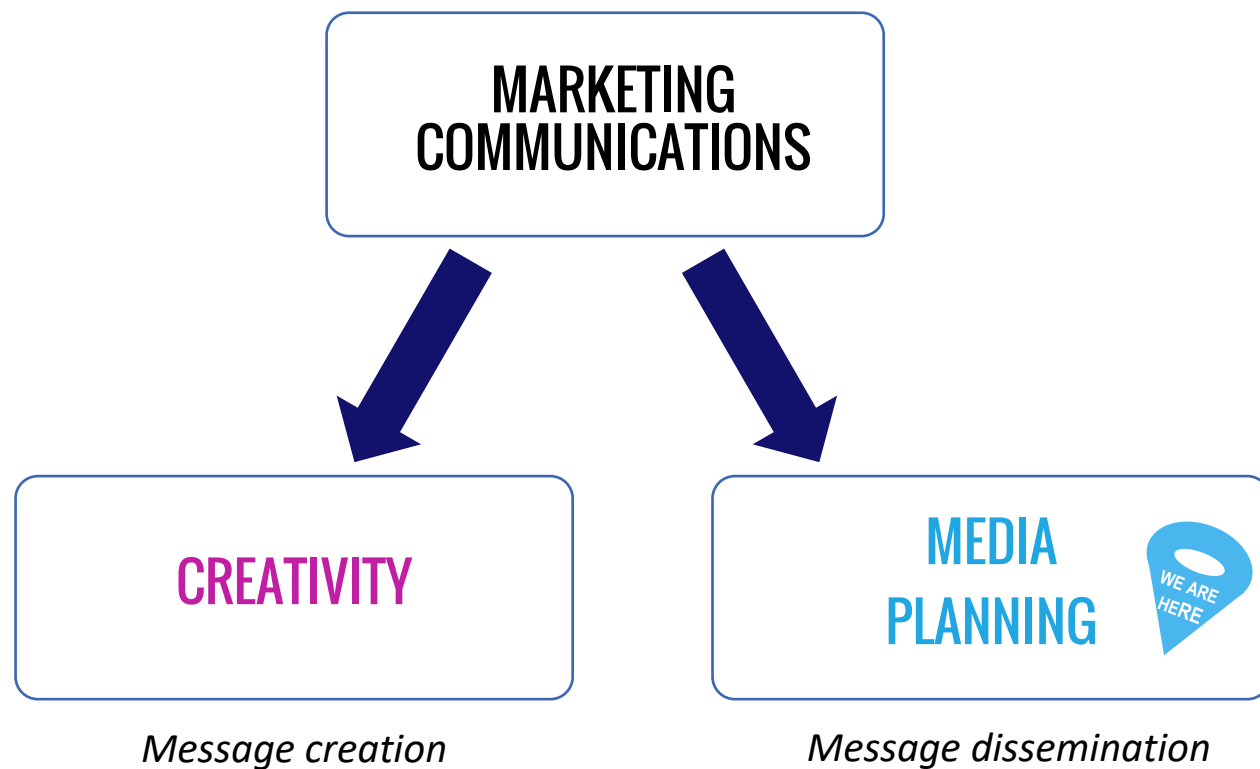 MARKETING
COMMUNICATIONS
CREATIVITY
MEDIA
PLANNING
WE ARE
HERE
Message creation
Message dissemination